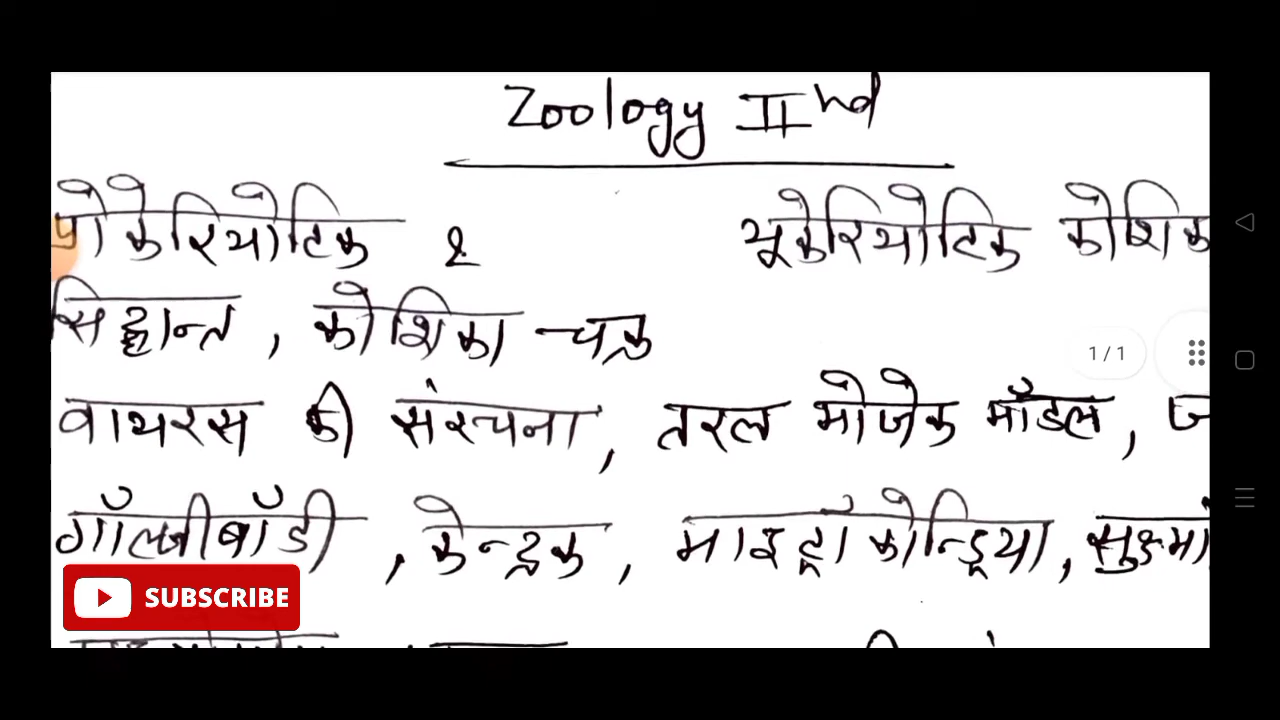 Zoology IInd
प्रोकेरियोटिक & यूकेरियोटिक कोशिक
सिद्धान्त, कोशिका चक्र
1/1
वायरस की संरचना, तरल मोजेक मॉडल,
गॉल्जीबॉडी, केन्द्रक, माइट्रोकोन्ड्रिया,
SUBSCRIBE